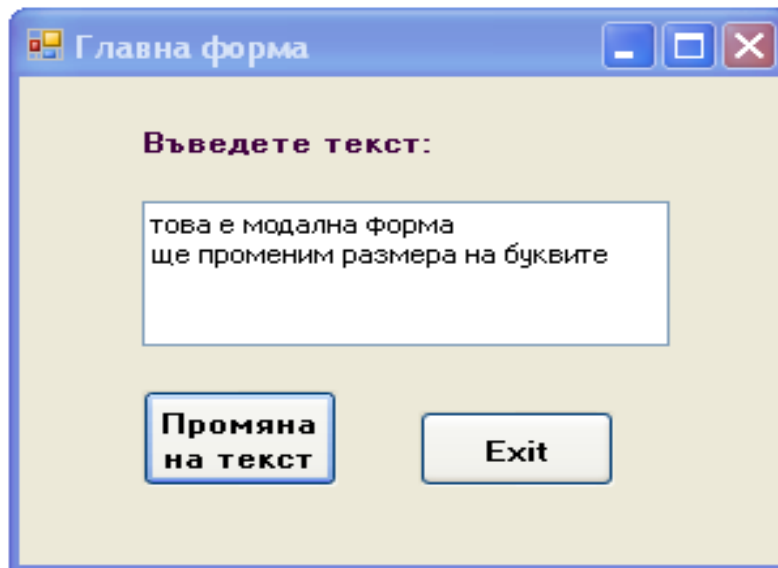 Главна форма
Въведете текст:
това е модална форма
ще променим размера на буквите
Промяна
на текст
Exit